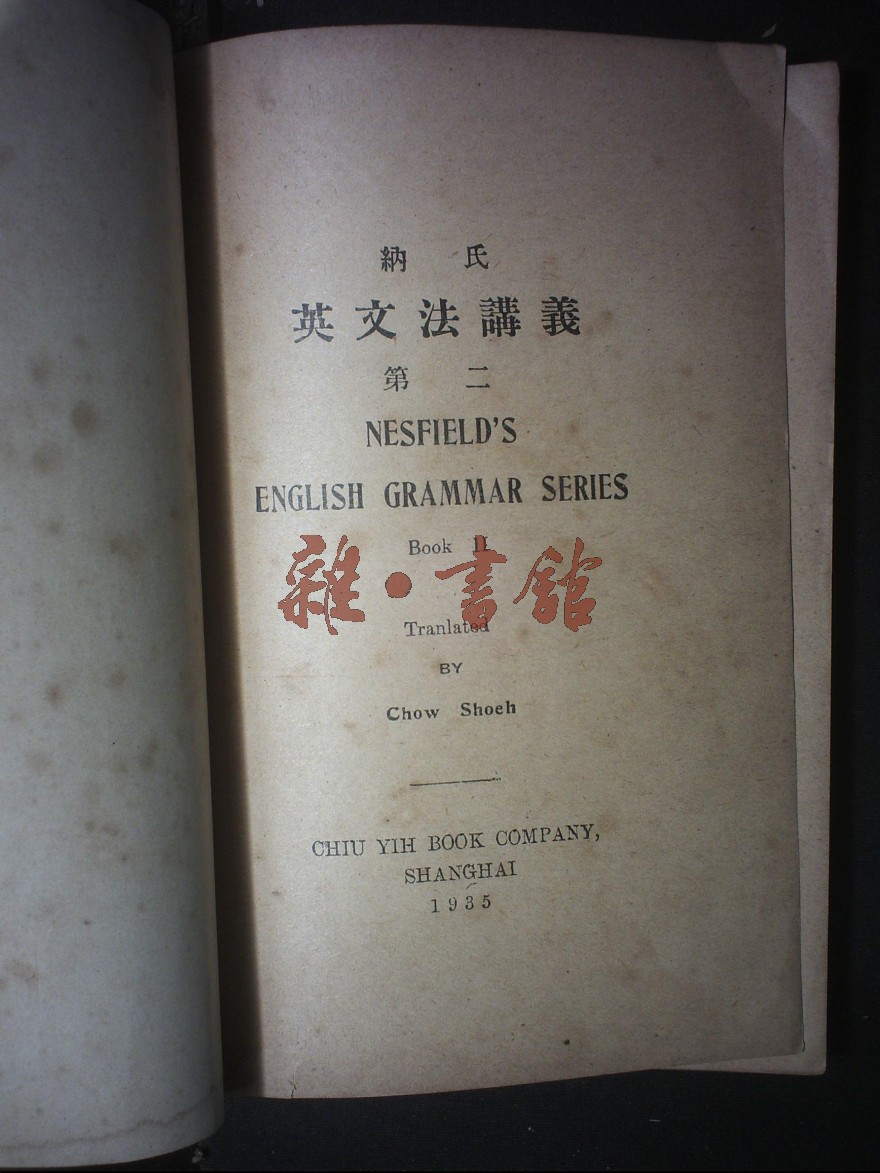 納氏
英文法講義
第二
NESFIELD'S
ENGLISH GRAMMAR SERIES
Book II
雜·書館
Tranlated
BY
Chow Shoeh
CHIU YIH BOOK COMPANY,
SHANGHAI
1935